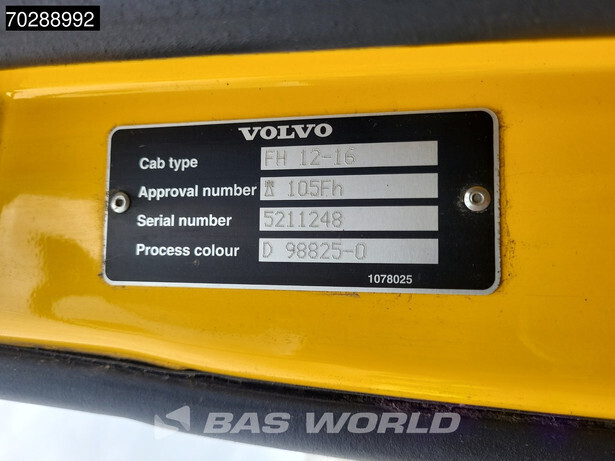 70288992
VOLVO
Cab type FH 12-16
Approval number 105Fh
Serial number 5211248
Process colour D 98825-0
1078025
BAS WORLD